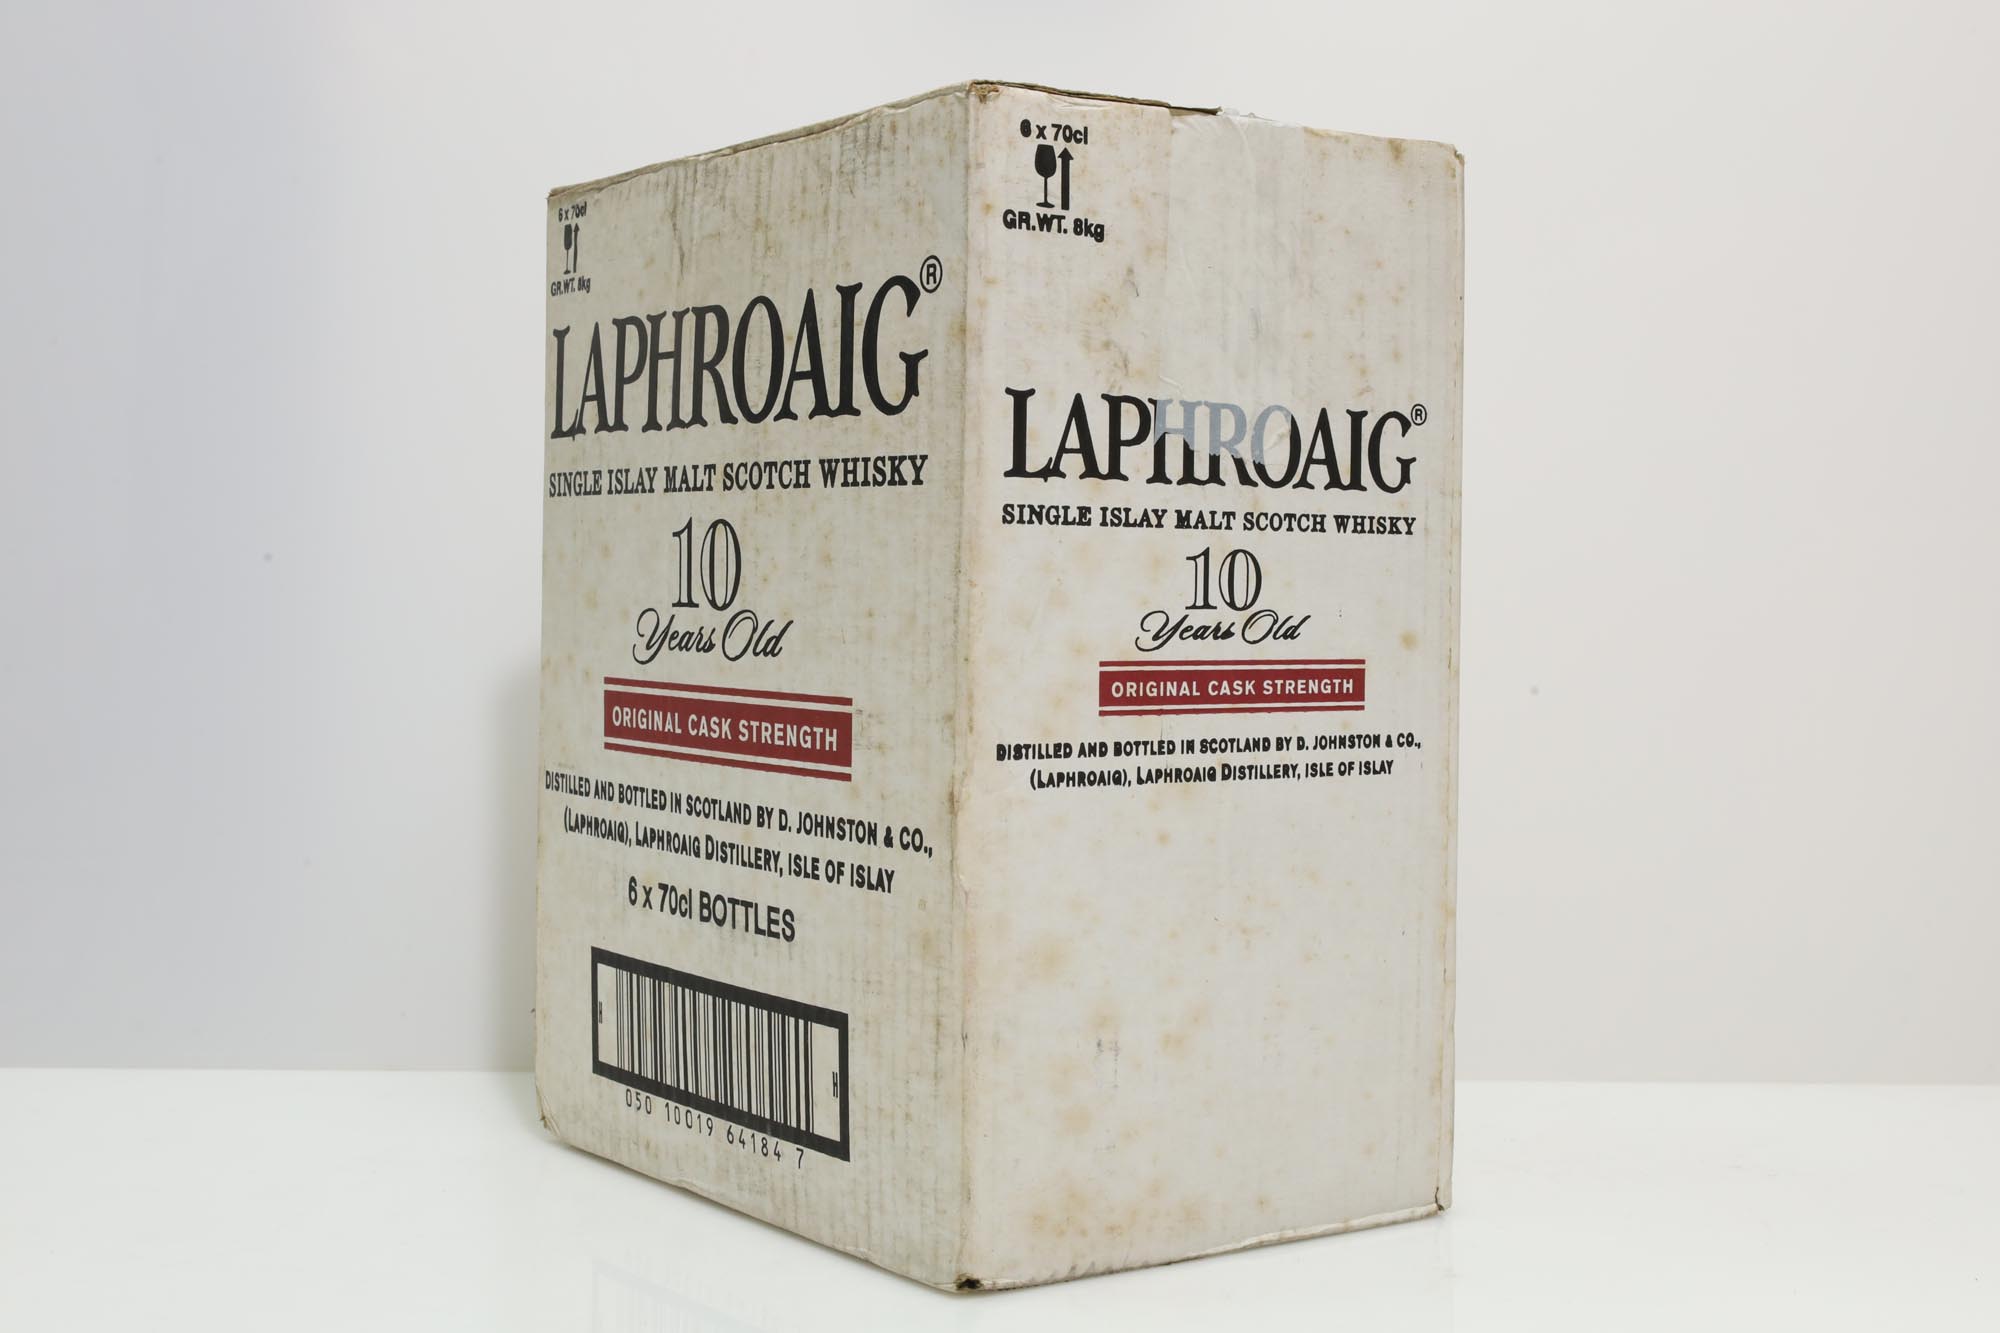 6 x 70cl
GR.WT. 8kg
LAPHROAIG®
SINGLE ISLAY MALT SCOTCH WHISKY
10
Years Old
ORIGINAL CASK STRENGTH
DISTILLED AND BOTTLED IN SCOTLAND BY D. JOHNSTON & CO.,
(LAPHROAIG), LAPHROAIG DISTILLERY, ISLE OF ISLAY
6 x 70cl BOTTLES
H
H
050 10019 64184 7
6 x 70cl
GR.WT. 8kg
LAPHROAIG®
SINGLE ISLAY MALT SCOTCH WHISKY
10
Years Old
ORIGINAL CASK STRENGTH
DISTILLED AND BOTTLED IN SCOTLAND BY D. JOHNSTON & CO.,
(LAPHROAIG), LAPHROAIG DISTILLERY, ISLE OF ISLAY